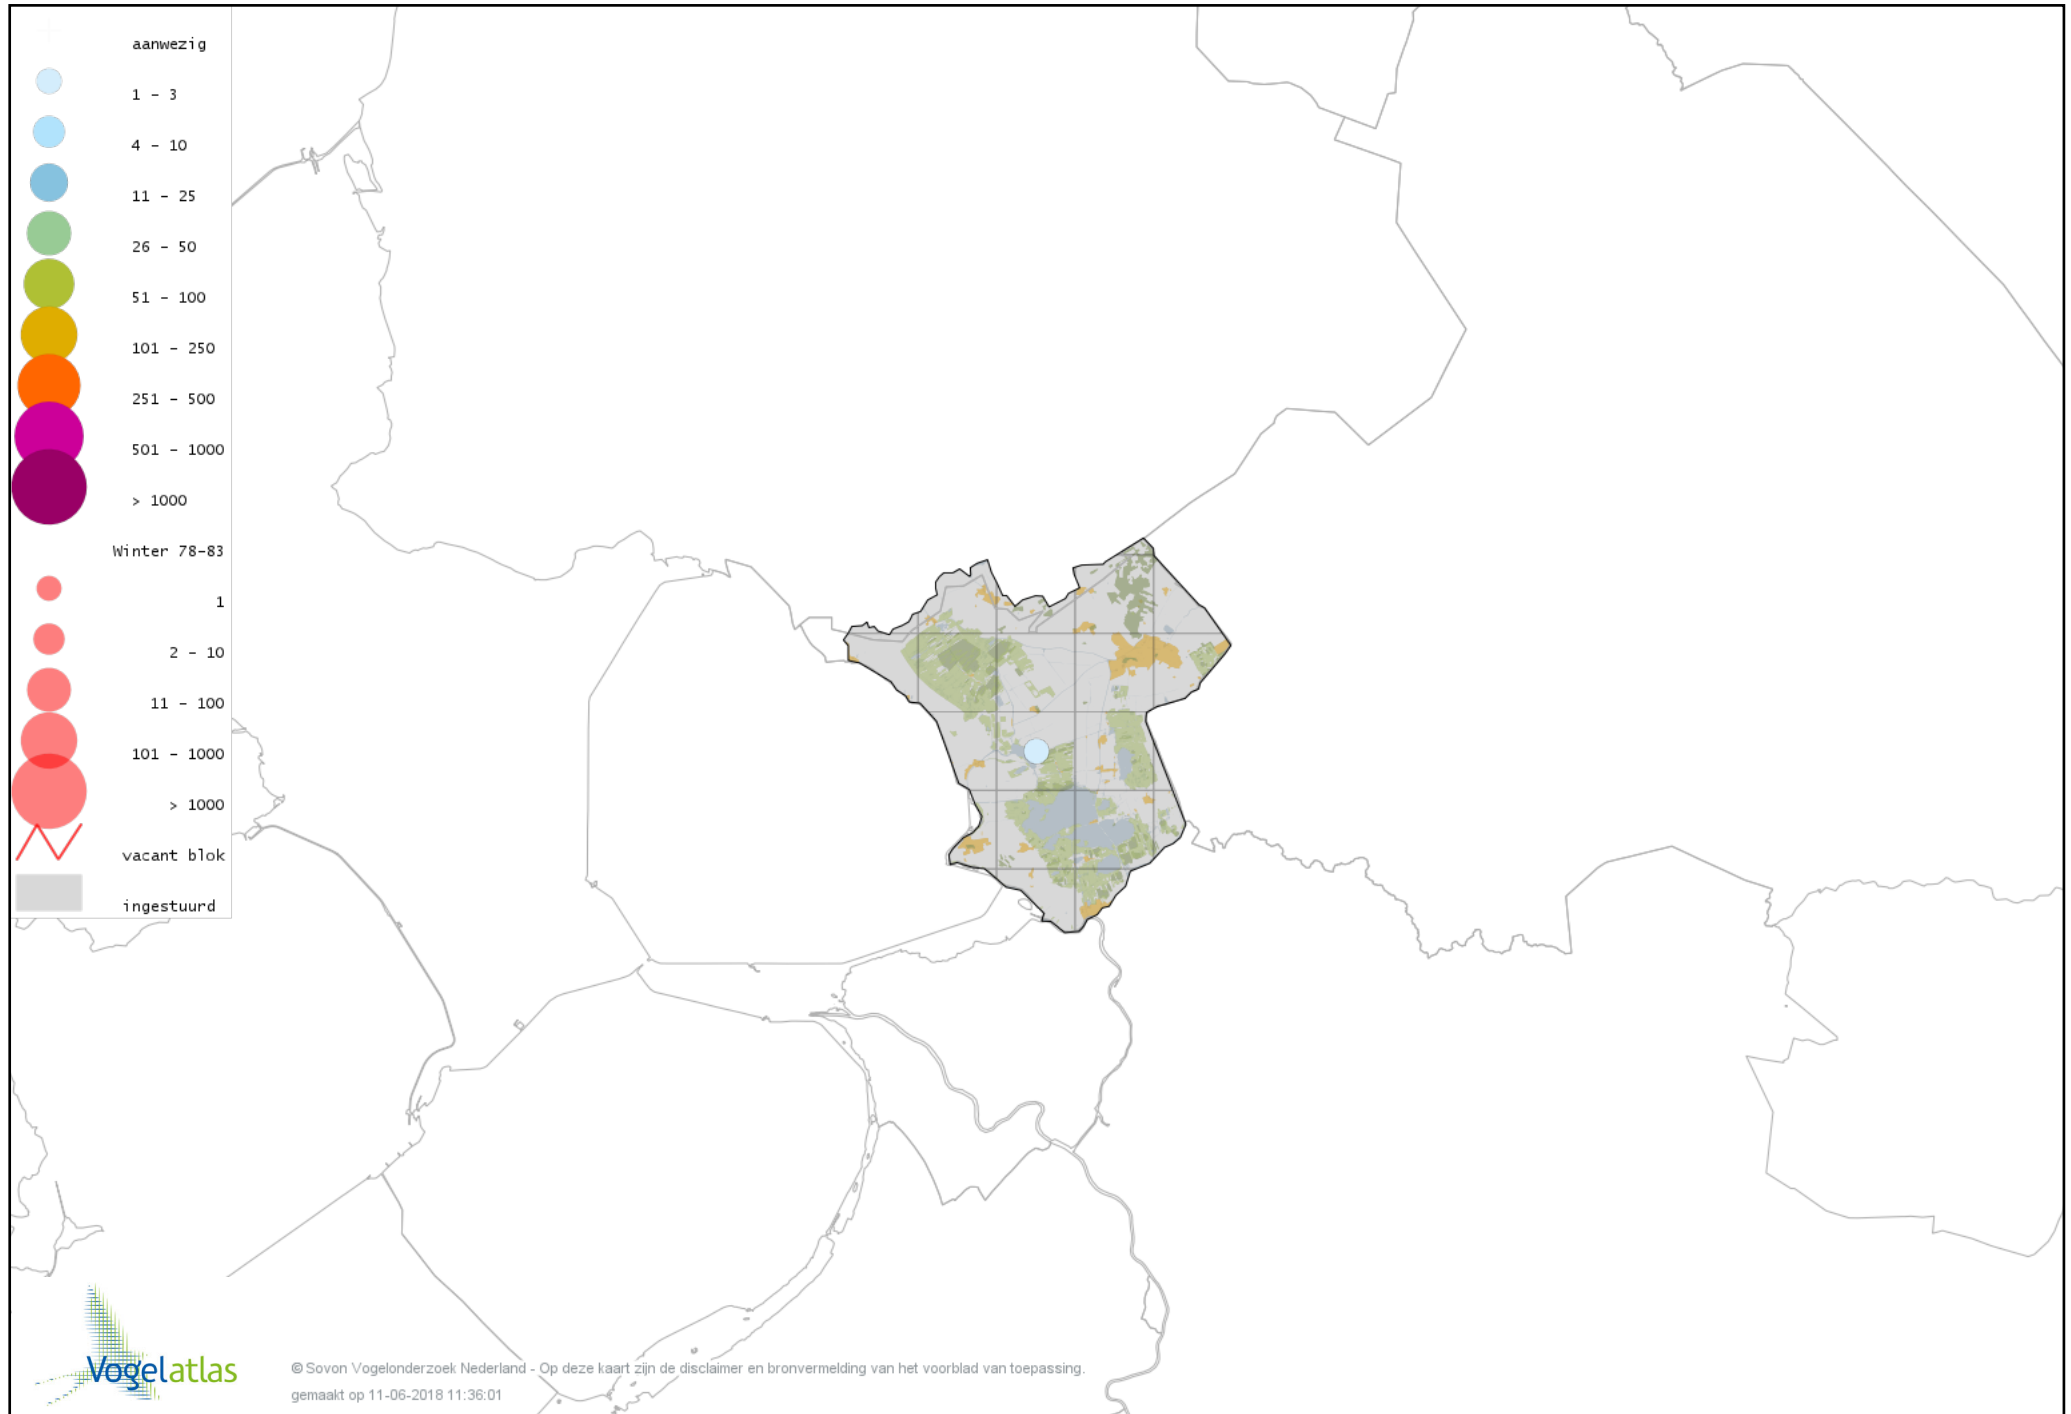 aanwezig
1 - 3
4 - 10
11 - 25
26 - 50
51 - 100
101 - 250
251 - 500
501 - 1000
> 1000
Winter 78-83
1
2 - 10
11 - 100
101 - 1000
> 1000
vacant blok
ingestuurd
Vogelatlas
© Sovon Vogelonderzoek Nederland - Op deze kaart zijn de disclaimer en bronvermelding van het voorblad van toepassing.
gemaakt op 11-06-2018 11:36:01